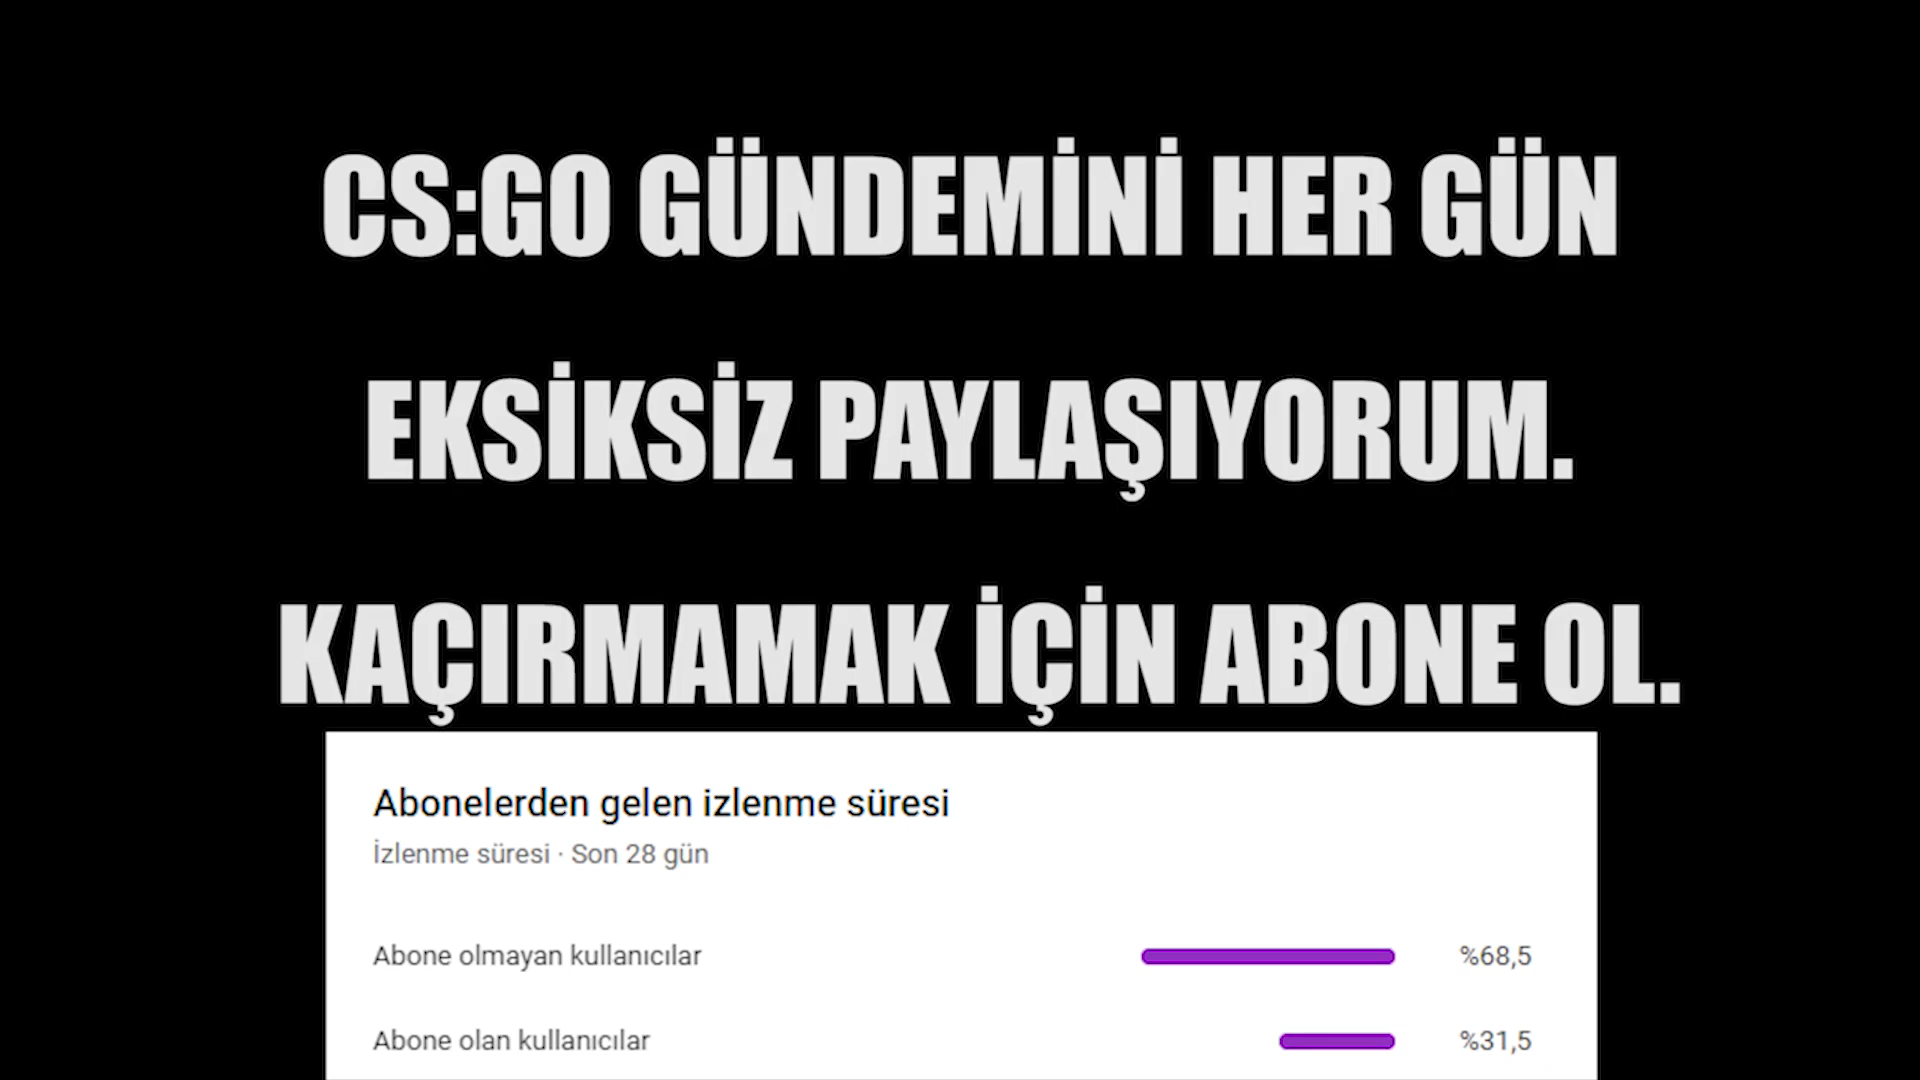 CS:GO GÜNDEMİNİ HER GÜN
EKSİKSİZ PAYLAŞIYORUM.
KAÇIRMAMAK İÇİN ABONE OL.
Abonelerden gelen izlenme süresi
İzlenme süresi · Son 28 gün
Abone olmayan kullanıcılar %68,5
Abone olan kullanıcılar %31,5